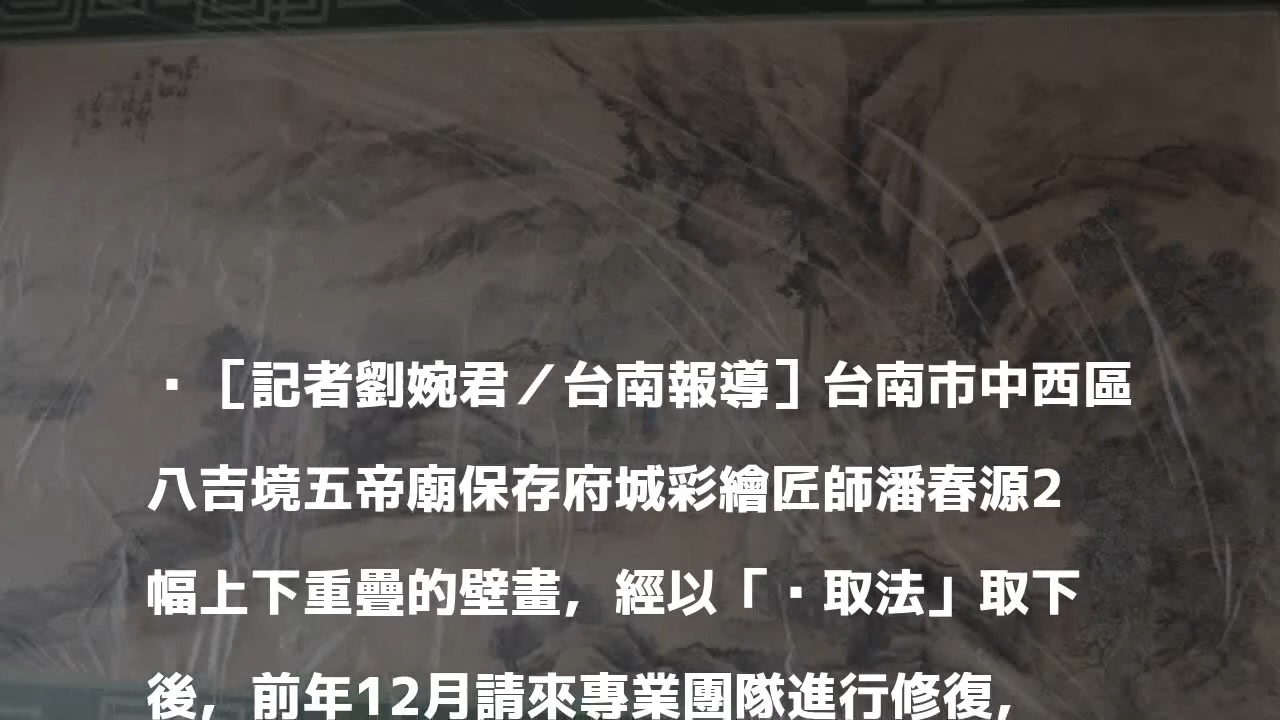 ▪［記者劉婉君／台南報導］台南市中西區
八吉境五帝廟保存府城彩繪匠師潘春源2
幅上下重疊的壁畫，經以「▪取法」取下
後，前年12月請來專業團隊進行修復，